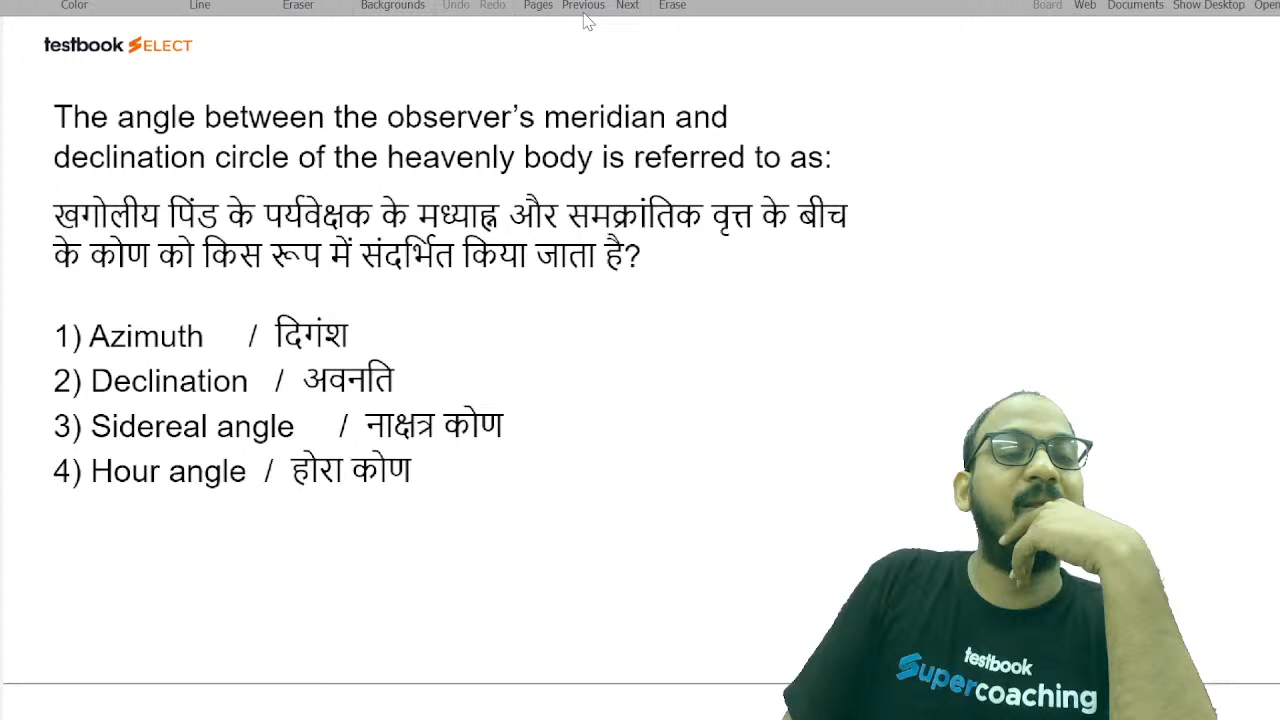 Color Line Eraser Backgrounds Undo Redo Pages Previous Next Erase Board Web Documents Show Desktop Open
testbook SELECT
The angle between the observer's meridian and
declination circle of the heavenly body is referred to as:
खगोलीय पिंड के पर्यवेक्षक के मध्याह्न और समक्रांतिक वृत्त के बीच
के कोण को किस रूप में संदर्भित किया जाता है?
1) Azimuth / दिगंश
2) Declination / अवनति
3) Sidereal angle / नाक्षत्र कोण
4) Hour angle / होरा कोण
testbook
Supercoaching